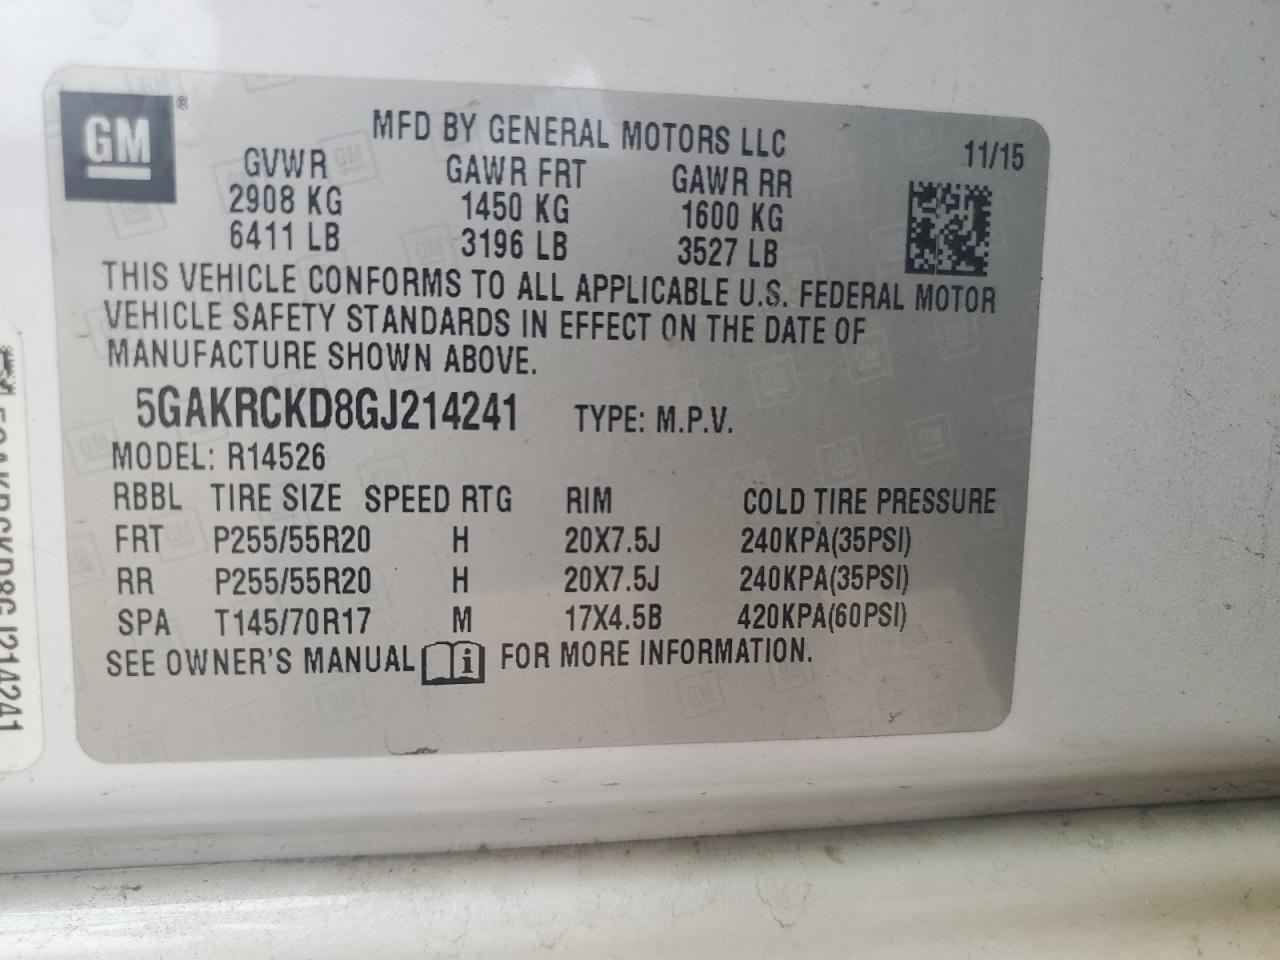 GM®
MFD BY GENERAL MOTORS LLC
11/15
GVWR GAWR FRT GAWR RR
2908 KG 1450 KG 1600 KG
6411 LB 3196 LB 3527 LB
THIS VEHICLE CONFORMS TO ALL APPLICABLE U.S. FEDERAL MOTOR
VEHICLE SAFETY STANDARDS IN EFFECT ON THE DATE OF
MANUFACTURE SHOWN ABOVE.
5GAKRCKD8GJ214241 TYPE: M.P.V.
MODEL: R14526
RBBL TIRE SIZE SPEED RTG RIM COLD TIRE PRESSURE
FRT P255/55R20 H 20X7.5J 240KPA(35PSI)
RR P255/55R20 H 20X7.5J 240KPA(35PSI)
SPA T145/70R17 M 17X4.5B 420KPA(60PSI)
SEE OWNER'S MANUAL FOR MORE INFORMATION.
5GAKRCKD8GJ214241